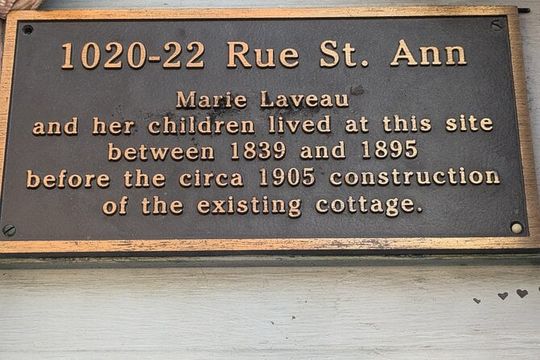 1020-22 Rue St. Ann
Marie Laveau
and her children lived at this site
between 1839 and 1895
before the circa 1905 construction
of the existing cottage.